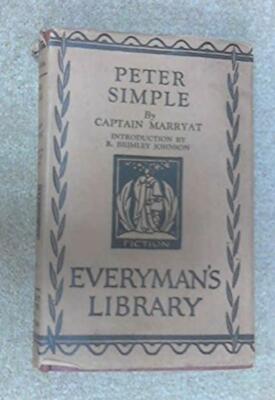 PETER
SIMPLE
By
CAPTAIN MARRYAT
INTRODUCTION BY
R. BRIMLEY JOHNSON
FICTION
EVERYMAN'S
LIBRARY